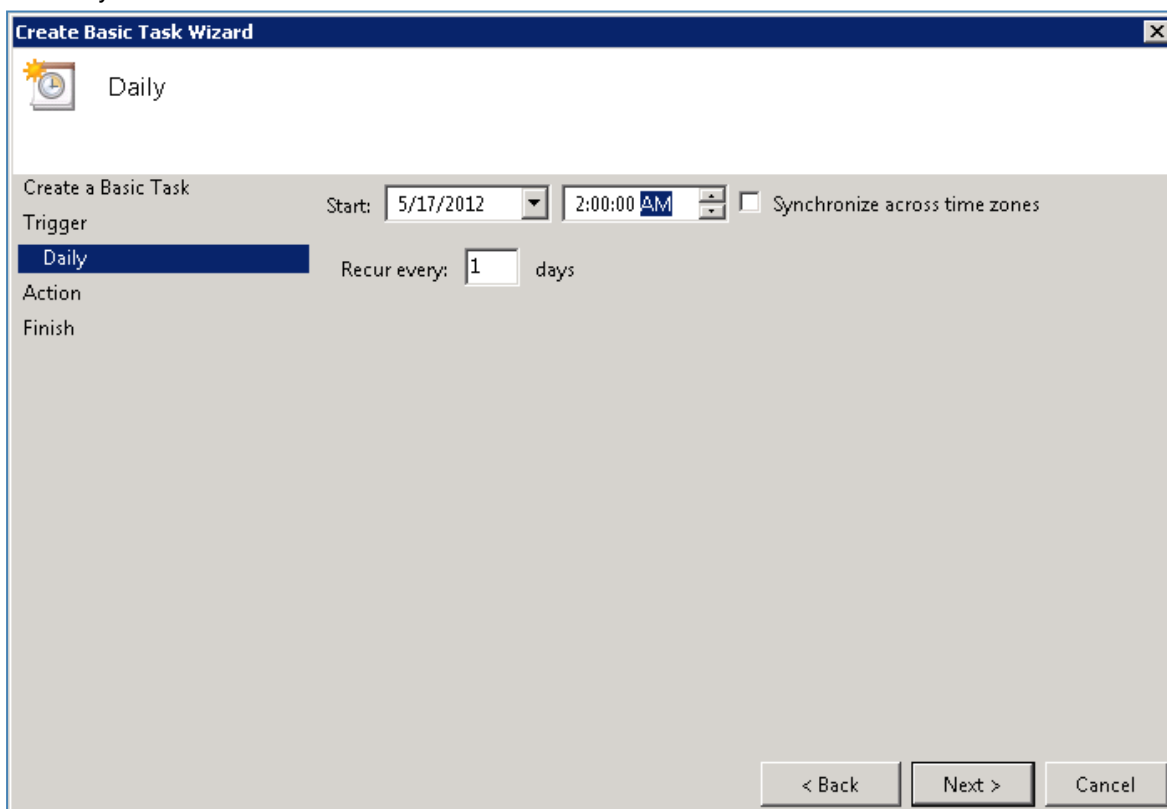 Create Basic Task Wizard
Daily
Create a Basic Task
Trigger
Daily
Action
Finish
Start: 5/17/2012 2:00:00 AM Synchronize across time zones
Recur every: 1 days
< Back Next > Cancel